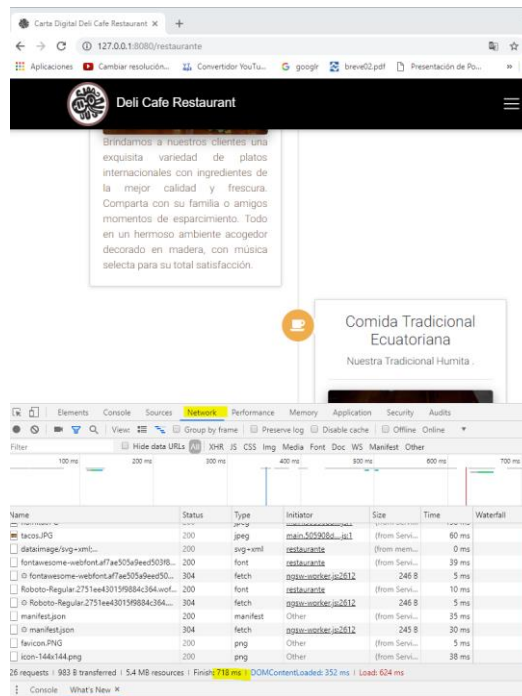 Carta Digital Deli Cafe Restaurant
127.0.0.1:8080/restaurante
Aplicaciones Cambiar resolución... Convertidor YouTu... googlr breve02.pdf Presentación de Po... »
Deli Cafe Restaurant
Brindamos a nuestros clientes una
exquisita variedad de platos
internacionales con ingredientes de
la mejor calidad y frescura.
Comparta con su familia o amigos
momentos de esparcimiento. Todo
en un hermoso ambiente acogedor
decorado en madera, con música
selecta para su total satisfacción.
Comida Tradicional
Ecuatoriana
Nuestra Tradicional Humita .
Elements Console Sources Network Performance Memory Application Security Audits
View: Group by frame Preserve log Disable cache Offline Online
Filter Hide data URLs All XHR JS CSS Img Media Font Doc WS Manifest Other
100 ms 200 ms 300 ms 400 ms 500 ms 600 ms 700 ms
Name Status Type Initiator Size Time Waterfall
tacos.JPG 200 jpeg main.505908d...js:1 (from Servi... 60 ms
data:image/svg+xml;... 200 svg+xml restaurante (from mem... 0 ms
fontawesome-webfont.af7ae505a9eed503f8... 200 font restaurante (from Servi... 39 ms
fontawesome-webfont.af7ae505a9eed50... 304 fetch ngsw-worker.js:2612 246 B 5 ms
Roboto-Regular.2751ee43015f9884c364.wof... 200 font restaurante (from Servi... 10 ms
Roboto-Regular.2751ee43015f9884c364.... 304 fetch ngsw-worker.js:2612 246 B 5 ms
manifest.json 200 manifest Other (from Servi... 35 ms
manifest.json 304 fetch ngsw-worker.js:2612 245 B 30 ms
favicon.PNG 200 png Other (from Servi... 5 ms
icon-144x144.png 200 png Other (from Servi... 38 ms
26 requests | 983 B transferred | 5.4 MB resources | Finish: 718 ms | DOMContentLoaded: 352 ms | Load: 624 ms
Console What's New ×